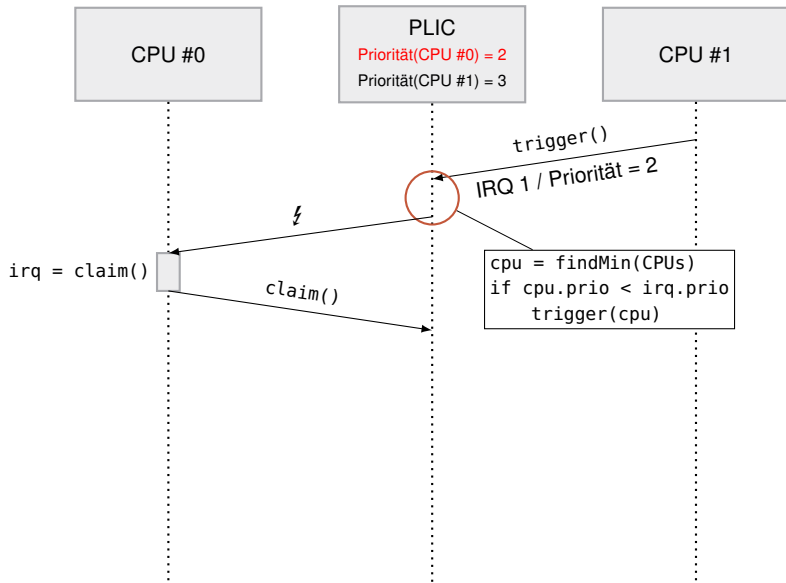 CPU #0
PLIC
Priorität(CPU #0) = 2
Priorität(CPU #1) = 3
CPU #1
trigger()
IRQ 1 / Priorität = 2
cpu = findMin(CPUs)
if cpu.prio < irq.prio
trigger(cpu)
irq = claim()
claim()